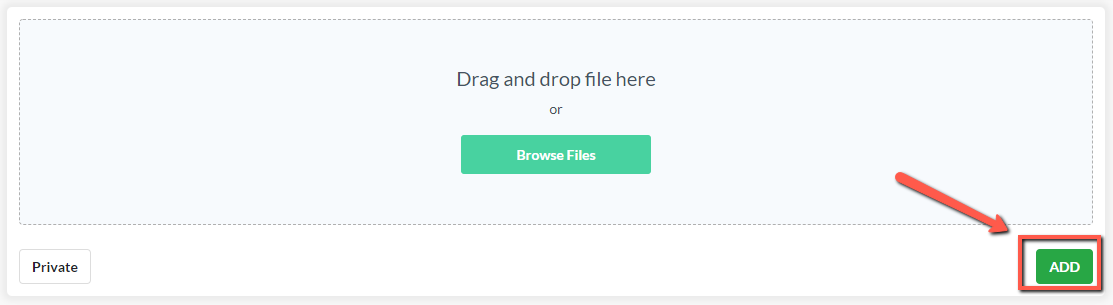 Drag and drop file here
or
Browse Files
Private
ADD